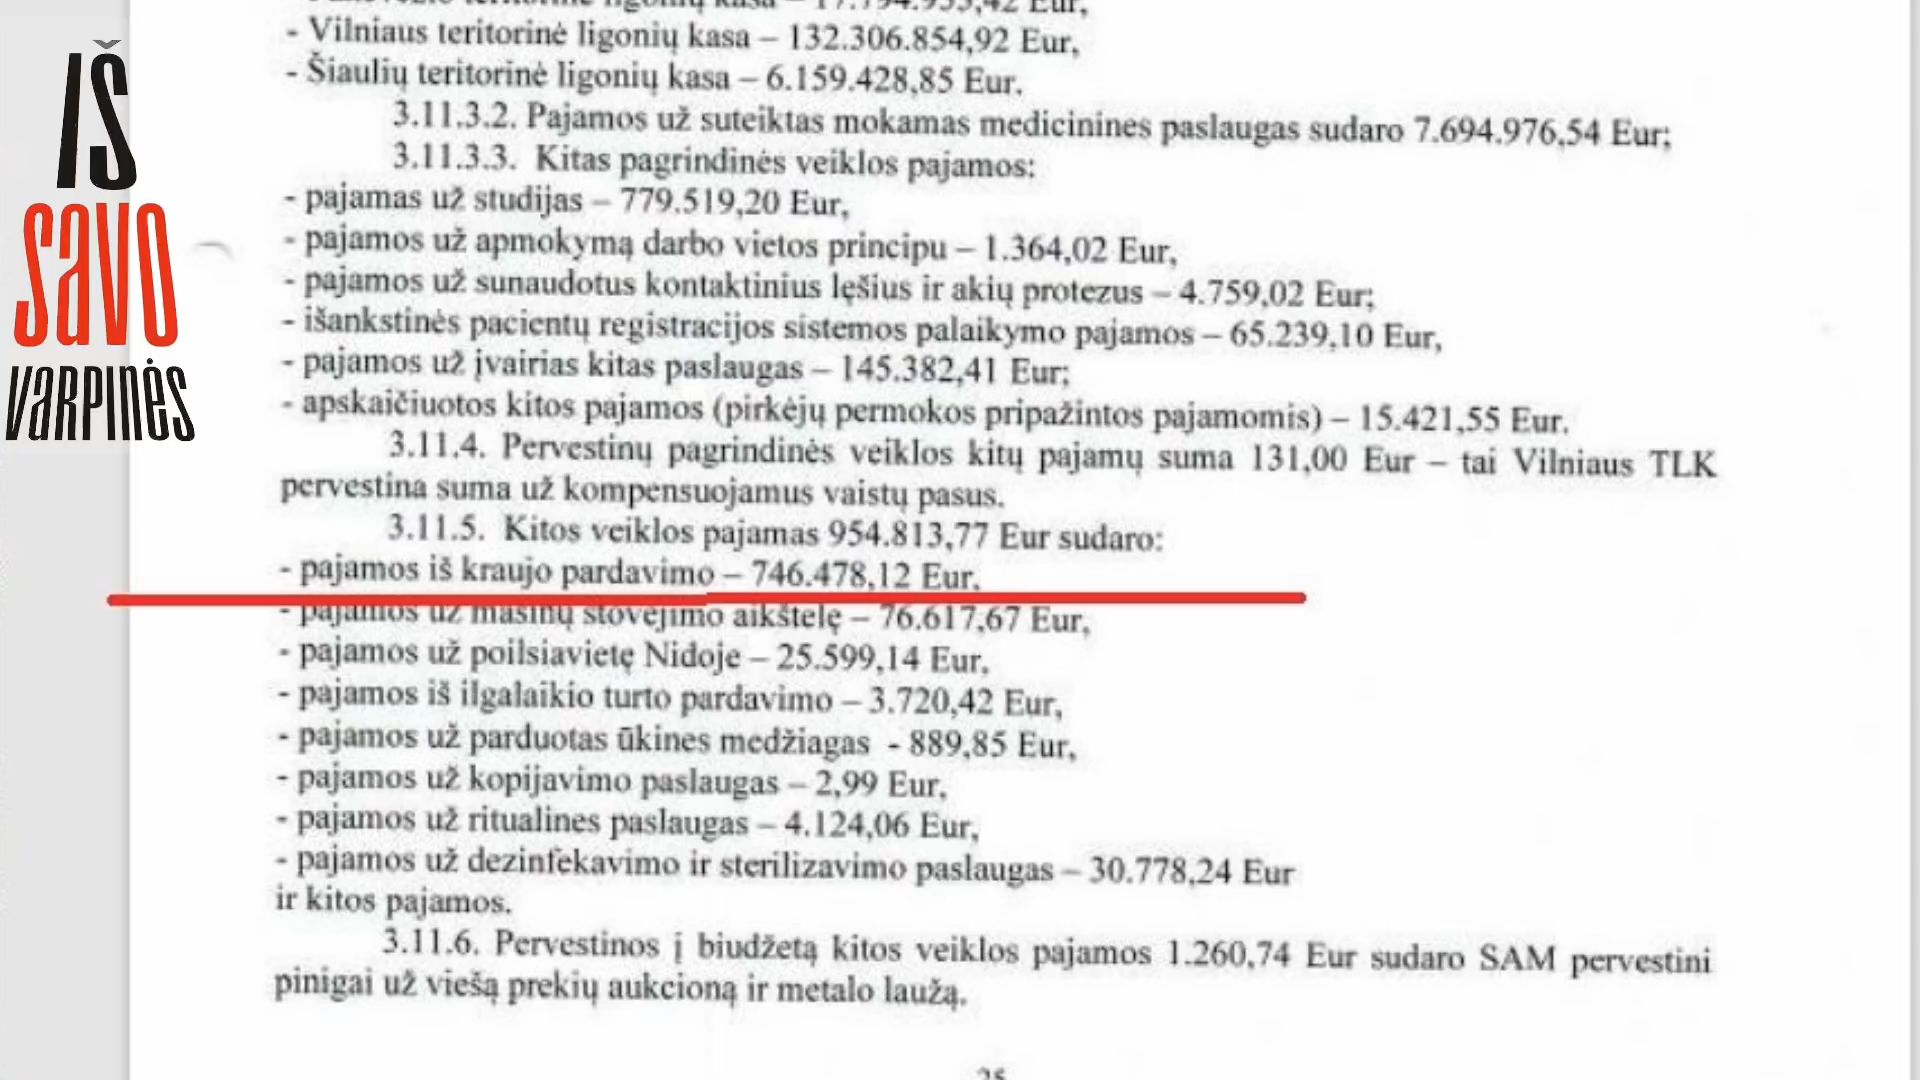 IŠ
savo
varpinės
teritorinė ligonių kasa – 17.794.953,42 Eur,
- Vilniaus teritorinė ligonių kasa – 132.306.854,92 Eur,
- Šiaulių teritorinė ligonių kasa – 6.159.428,85 Eur.
3.11.3.2. Pajamos už suteiktas mokamas medicinines paslaugas sudaro 7.694.976,54 Eur;
3.11.3.3. Kitas pagrindinės veiklos pajamos:
- pajamas už studijas – 779.519,20 Eur,
- pajamos už apmokymą darbo vietos principu – 1.364,02 Eur,
- pajamos už sunaudotus kontaktinius lęšius ir akių protezus – 4.759,02 Eur;
- išankstinės pacientų registracijos sistemos palaikymo pajamos – 65.239,10 Eur,
- pajamos už įvairias kitas paslaugas – 145.382,41 Eur;
- apskaičiuotos kitos pajamos (pirkėjų permokos pripažintos pajamomis) – 15.421,55 Eur.
3.11.4. Pervestinų pagrindinės veiklos kitų pajamų suma 131,00 Eur – tai Vilniaus TLK
pervestina suma už kompensuojamus vaistų pasus.
3.11.5. Kitos veiklos pajamas 954.813,77 Eur sudaro:
- pajamos iš kraujo pardavimo – 746.478,12 Eur,
- pajamos už mašinų stovėjimo aikštelę – 76.617,67 Eur,
- pajamos už poilsiavietę Nidoje – 25.599,14 Eur,
- pajamos iš ilgalaikio turto pardavimo – 3.720,42 Eur,
- pajamos už parduotas ūkines medžiagas - 889,85 Eur,
- pajamos už kopijavimo paslaugas – 2,99 Eur,
- pajamos už ritualines paslaugas – 4.124,06 Eur,
- pajamos už dezinfekavimo ir sterilizavimo paslaugas – 30.778,24 Eur
ir kitos pajamos.
3.11.6. Pervestinos į biudžetą kitos veiklos pajamos 1.260,74 Eur sudaro SAM pervestini
pinigai už viešą prekių aukcioną ir metalo laužą.